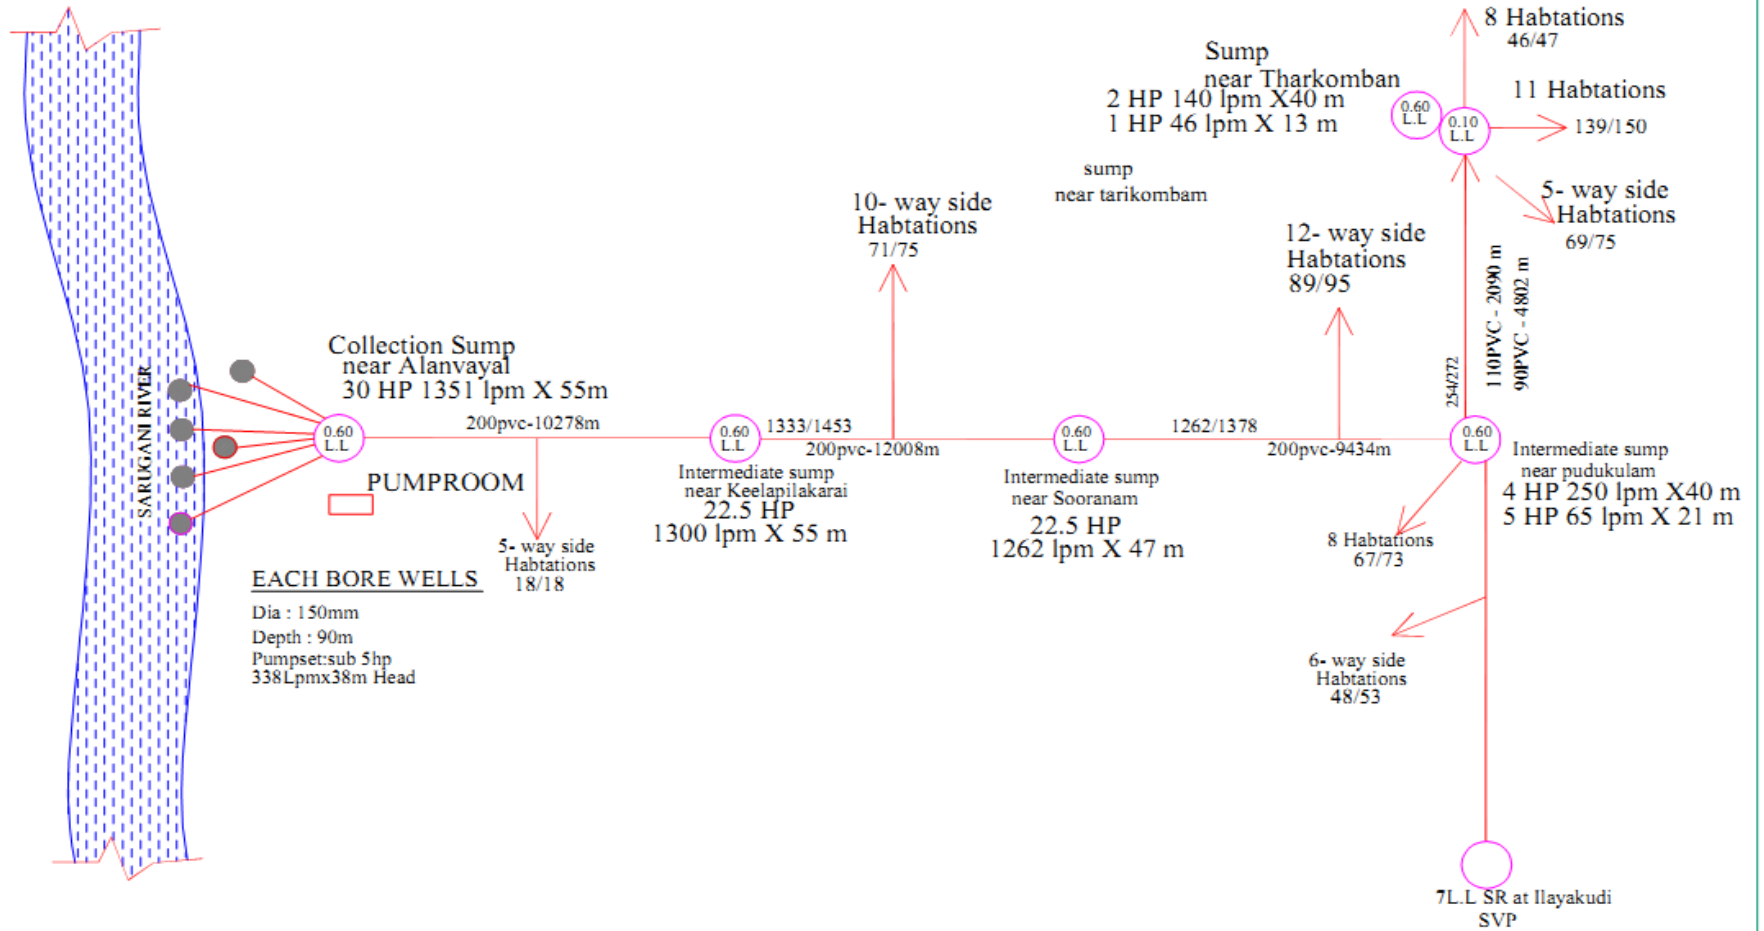 8 Habtations
46/47
Sump
near Tharkomban
2 HP 140 lpm X40 m
1 HP 46 lpm X 13 m
0.60
L.L
0.10
L.L
11 Habtations
139/150
sump
near tarikombam
5- way side
Habtations
69/75
10- way side
Habtations
71/75
12- way side
Habtations
89/95
110PVC - 2090 m
90PVC - 4802 m
254/272
SARUGANI RIVER
Collection Sump
near Alanvayal
30 HP 1351 lpm X 55m
0.60
L.L
200pvc-10278m
0.60
L.L
1333/1453
200pvc-12008m
0.60
L.L
1262/1378
200pvc-9434m
0.60
L.L
PUMPROOM
Intermediate sump
near Keelapilakarai
22.5 HP
1300 lpm X 55 m
Intermediate sump
near Sooranam
22.5 HP
1262 lpm X 47 m
Intermediate sump
near pudukulam
4 HP 250 lpm X40 m
5 HP 65 lpm X 21 m
5- way side
Habtations
18/18
8 Habtations
67/73
EACH BORE WELLS
Dia : 150mm
Depth : 90m
Pumpset:sub 5hp
338Lpmx38m Head
6- way side
Habtations
48/53
7L.L SR at Ilayakudi
SVP